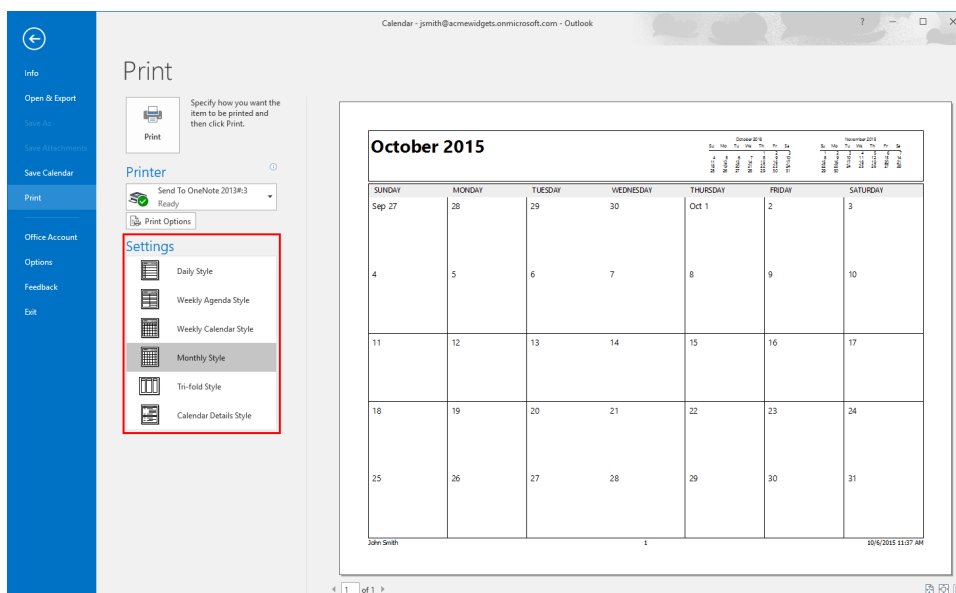 Calendar - jsmith@acmewidgets.onmicrosoft.com - Outlook
?
Info
Open & Export
Save As
Save Attachments
Save Calendar
Print
Office Account
Options
Feedback
Exit
Print
Print
Specify how you want the
item to be printed and
then click Print.
Printer
Send To OneNote 2013#:3
Ready
Print Options
Settings
Daily Style
Weekly Agenda Style
Weekly Calendar Style
Monthly Style
Tri-fold Style
Calendar Details Style
October 2015
October 2015
Su Mo Tu We Th Fr Sa
November 2015
Su Mo Tu We Th Fr Sa
SUNDAY MONDAY TUESDAY WEDNESDAY THURSDAY FRIDAY SATURDAY
Sep 27 28 29 30 Oct 1 2 3
4 5 6 7 8 9 10
11 12 13 14 15 16 17
18 19 20 21 22 23 24
25 26 27 28 29 30 31
John Smith 1 10/6/2015 11:37 AM
1 of 1